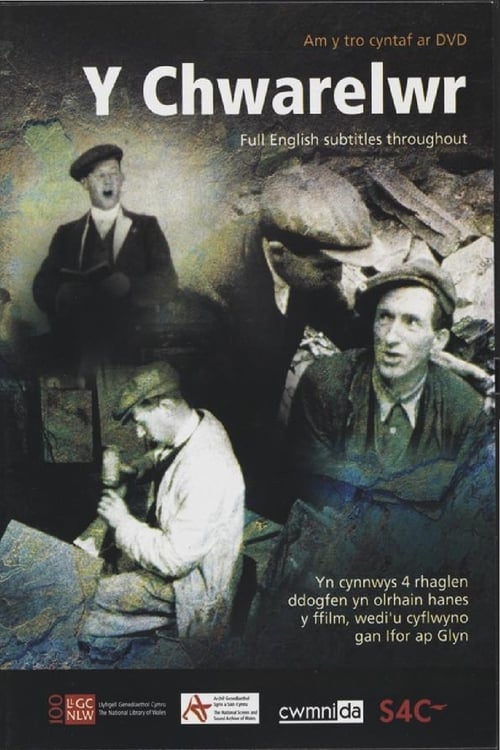 Am y tro cyntaf ar DVD
Y Chwarelwr
Full English subtitles throughout
Yn cynnwys 4 rhaglen
ddogfen yn olrhain hanes
y ffilm, wedi'u cyflwyno
gan Ifor ap Glyn
100
LlGC
NLW
Llyfrgell Genedlaethol Cymru
The National Library of Wales
Archif Genedlaethol
Sgrin a Sain Cymru
The National Screen and
Sound Archive of Wales
cwmni da
S4C